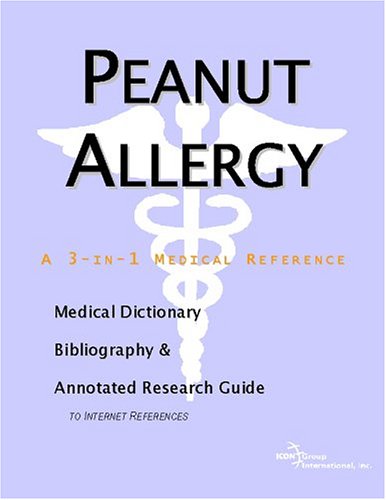 PEANUT
ALLERGY
A 3-IN-1 MEDICAL REFERENCE
Medical Dictionary
Bibliography &
Annotated Research Guide
TO INTERNET REFERENCES
ICON Group
International, Inc.